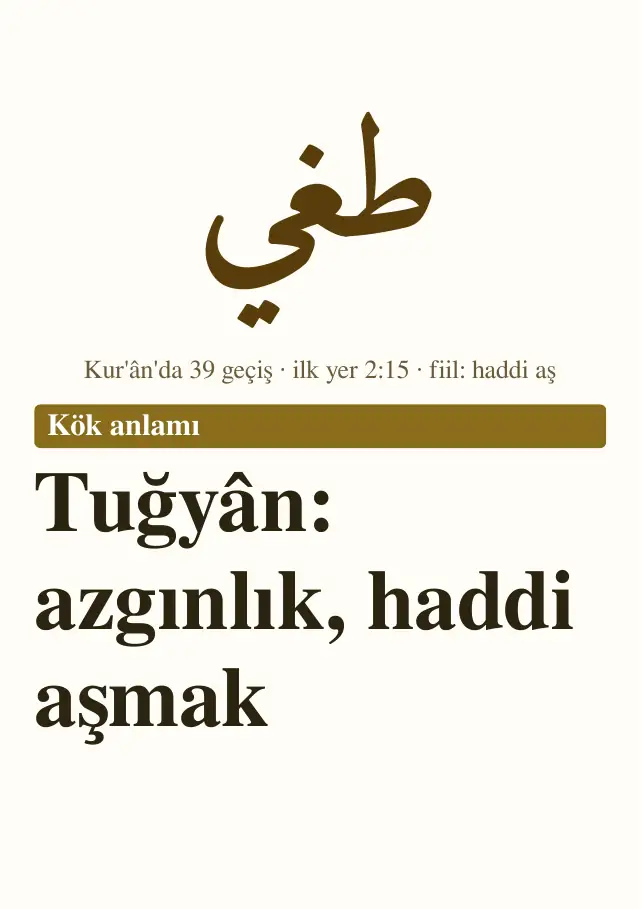 طغي
Kur'ân'da 39 geçiş · ilk yer 2:15 · fiil: haddi aş
Kök anlamı
Tuğyân:
azgınlık, haddi
aşmak